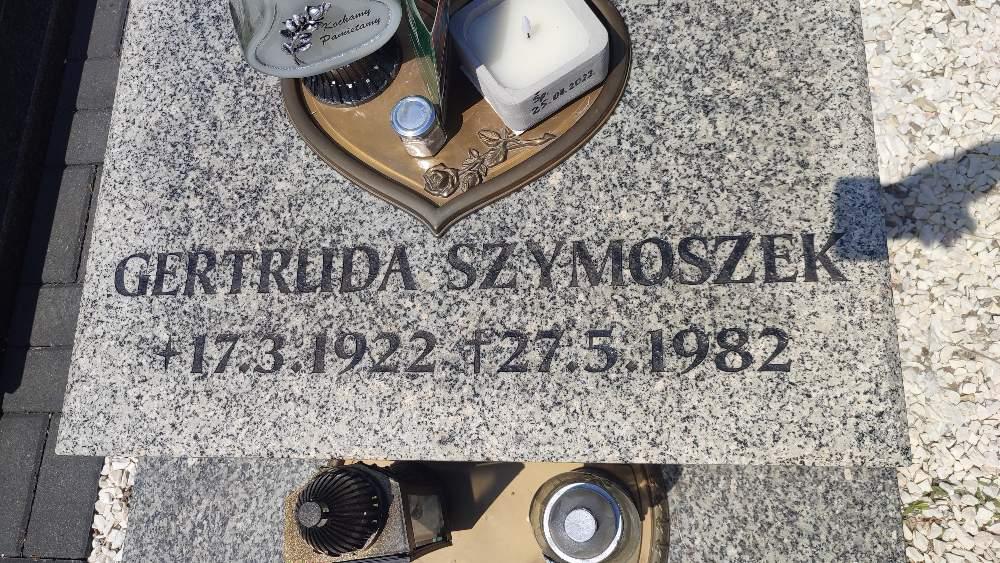 Kochamy
Pamiętamy
GERTRUDA SZYMOSZEK
17.3.1922 †27.5.1982